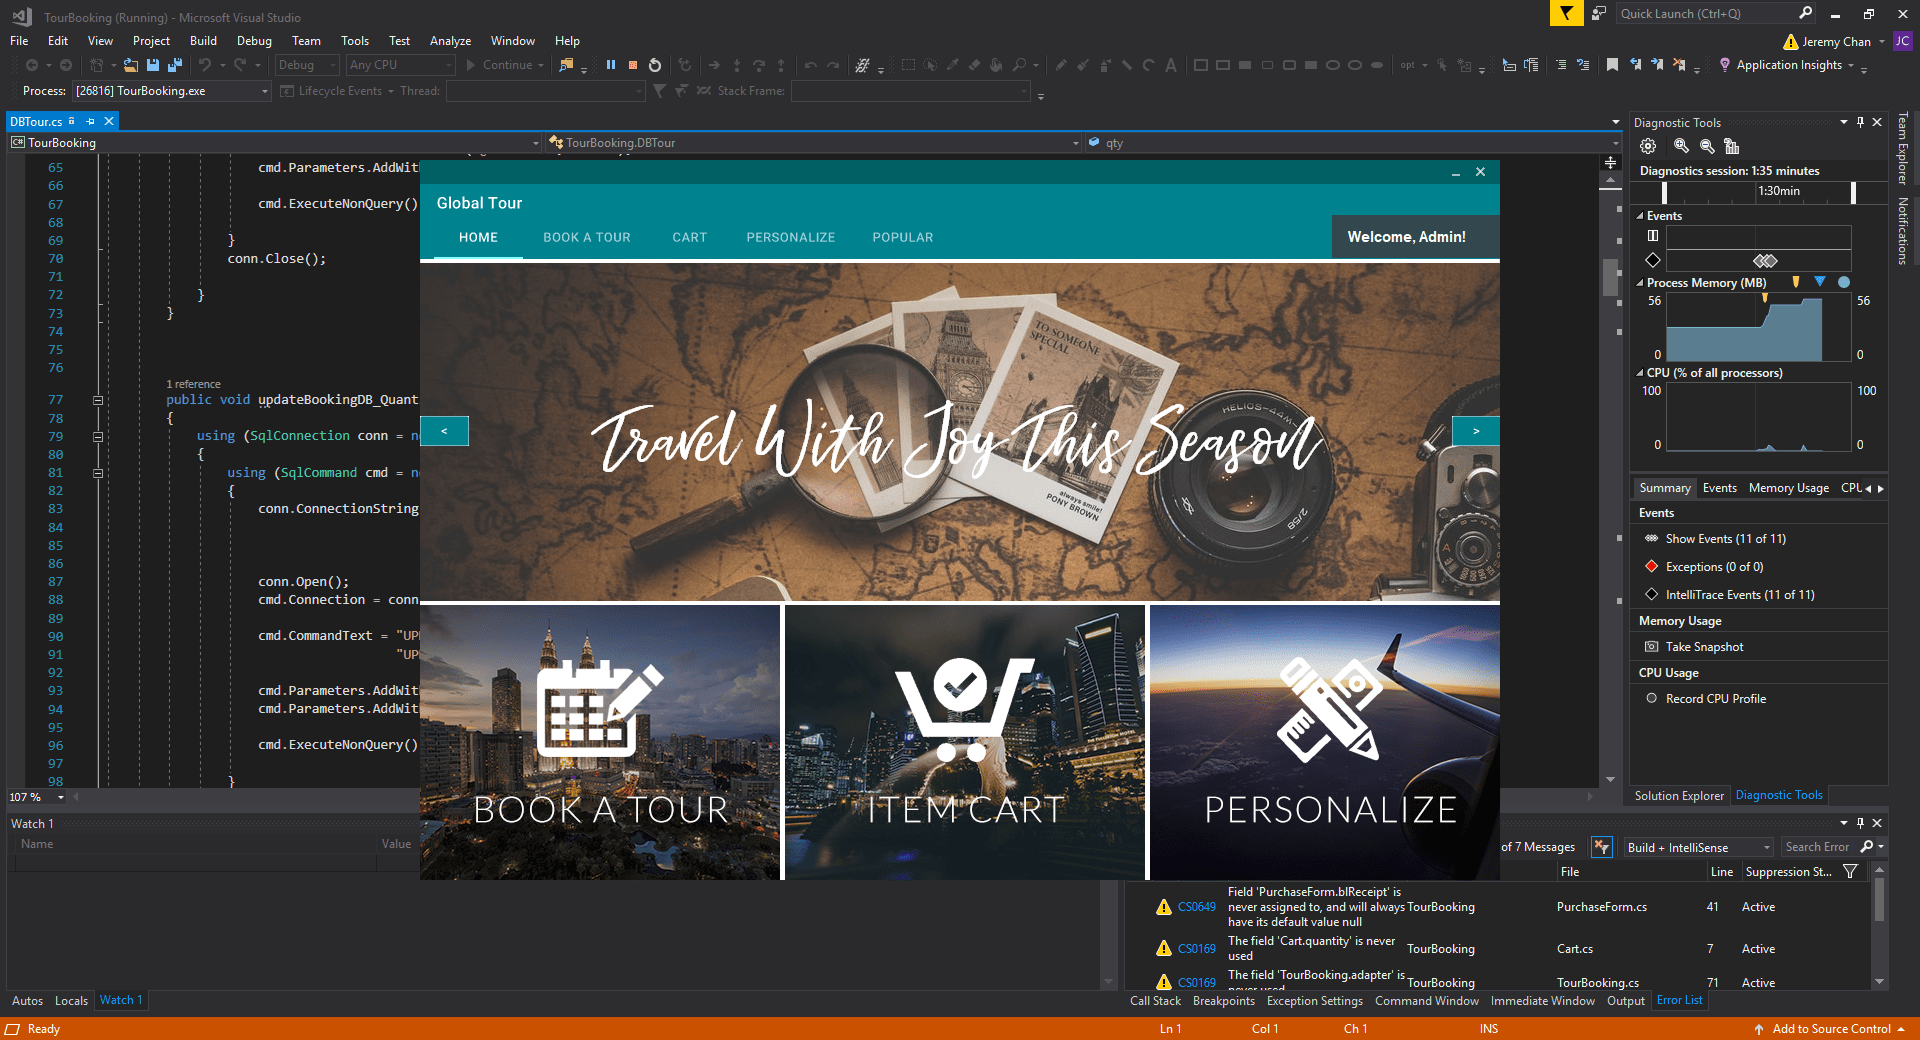 TourBooking (Running) - Microsoft Visual Studio
Quick Launch (Ctrl+Q)
File Edit View Project Build Debug Team Tools Test Analyze Window Help
Jeremy Chan JC
Debug Any CPU Continue
opt
Application Insights
Process: [26816] TourBooking.exe Lifecycle Events Thread: Stack Frame:
DBTour.cs
C# TourBooking TourBooking.DBTour qty
65 cmd.Parameters.AddWit
66
67 cmd.ExecuteNonQuery()
68
69 }
70 conn.Close();
71
72 }
73 }
74
75
76
1 reference
77 public void updateBookingDB_Quant
78 {
79 using (SqlConnection conn = n
80 {
81 using (SqlCommand cmd = n
82 {
83 conn.ConnectionString
84
85
86
87 conn.Open();
88 cmd.Connection = conn
89
90 cmd.CommandText = "UP
91 "UP
92
93 cmd.Parameters.AddWit
94 cmd.Parameters.AddWit
95
96 cmd.ExecuteNonQuery()
97
98 }
107 %
Global Tour
HOME BOOK A TOUR CART PERSONALIZE POPULAR
Welcome, Admin!
TO SOMEONE
SPECIAL
HELIOS-44M
Travel With Joy This Season
< >
always smile!
PONY BROWN
2/58
A
THE FULLERTON HOTEL
BOOK A TOUR
ITEM CART
PERSONALIZE
Diagnostic Tools
Diagnostics session: 1:35 minutes
1:30min
Events
Process Memory (MB)
56 56
0 0
CPU (% of all processors)
100 100
0 0
Summary Events Memory Usage CPU
Events
Show Events (11 of 11)
Exceptions (0 of 0)
IntelliTrace Events (11 of 11)
Memory Usage
Take Snapshot
CPU Usage
Record CPU Profile
Solution Explorer Diagnostic Tools
Team Explorer
Notifications
Watch 1
Name Value
Autos Locals Watch 1
of 7 Messages Build + IntelliSense Search Error
File Line Suppression St...
CS0649 Field 'PurchaseForm.blReceipt' is never assigned to, and will always have its default value null TourBooking PurchaseForm.cs 41 Active
CS0169 The field 'Cart.quantity' is never used TourBooking Cart.cs 7 Active
CS0169 The field 'TourBooking.adapter' is never used TourBooking TourBooking.cs 71 Active
Call Stack Breakpoints Exception Settings Command Window Immediate Window Output Error List
Ready Ln 1 Col 1 Ch 1 INS Add to Source Control